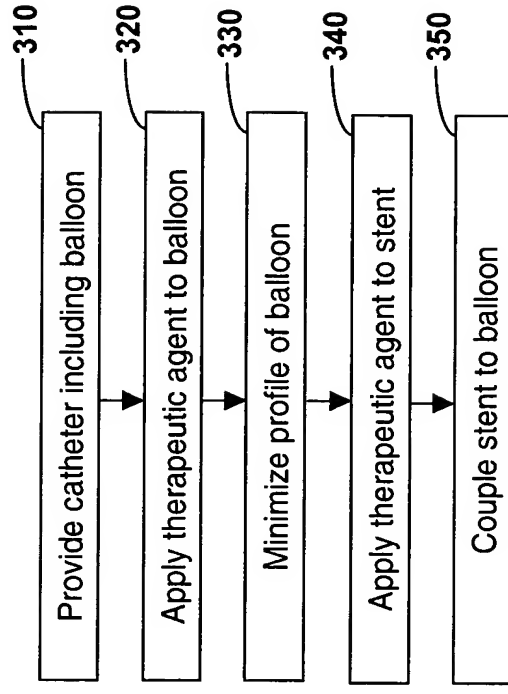 310
Provide catheter including balloon
320
Apply therapeutic agent to balloon
330
Minimize profile of balloon
340
Apply therapeutic agent to stent
350
Couple stent to balloon